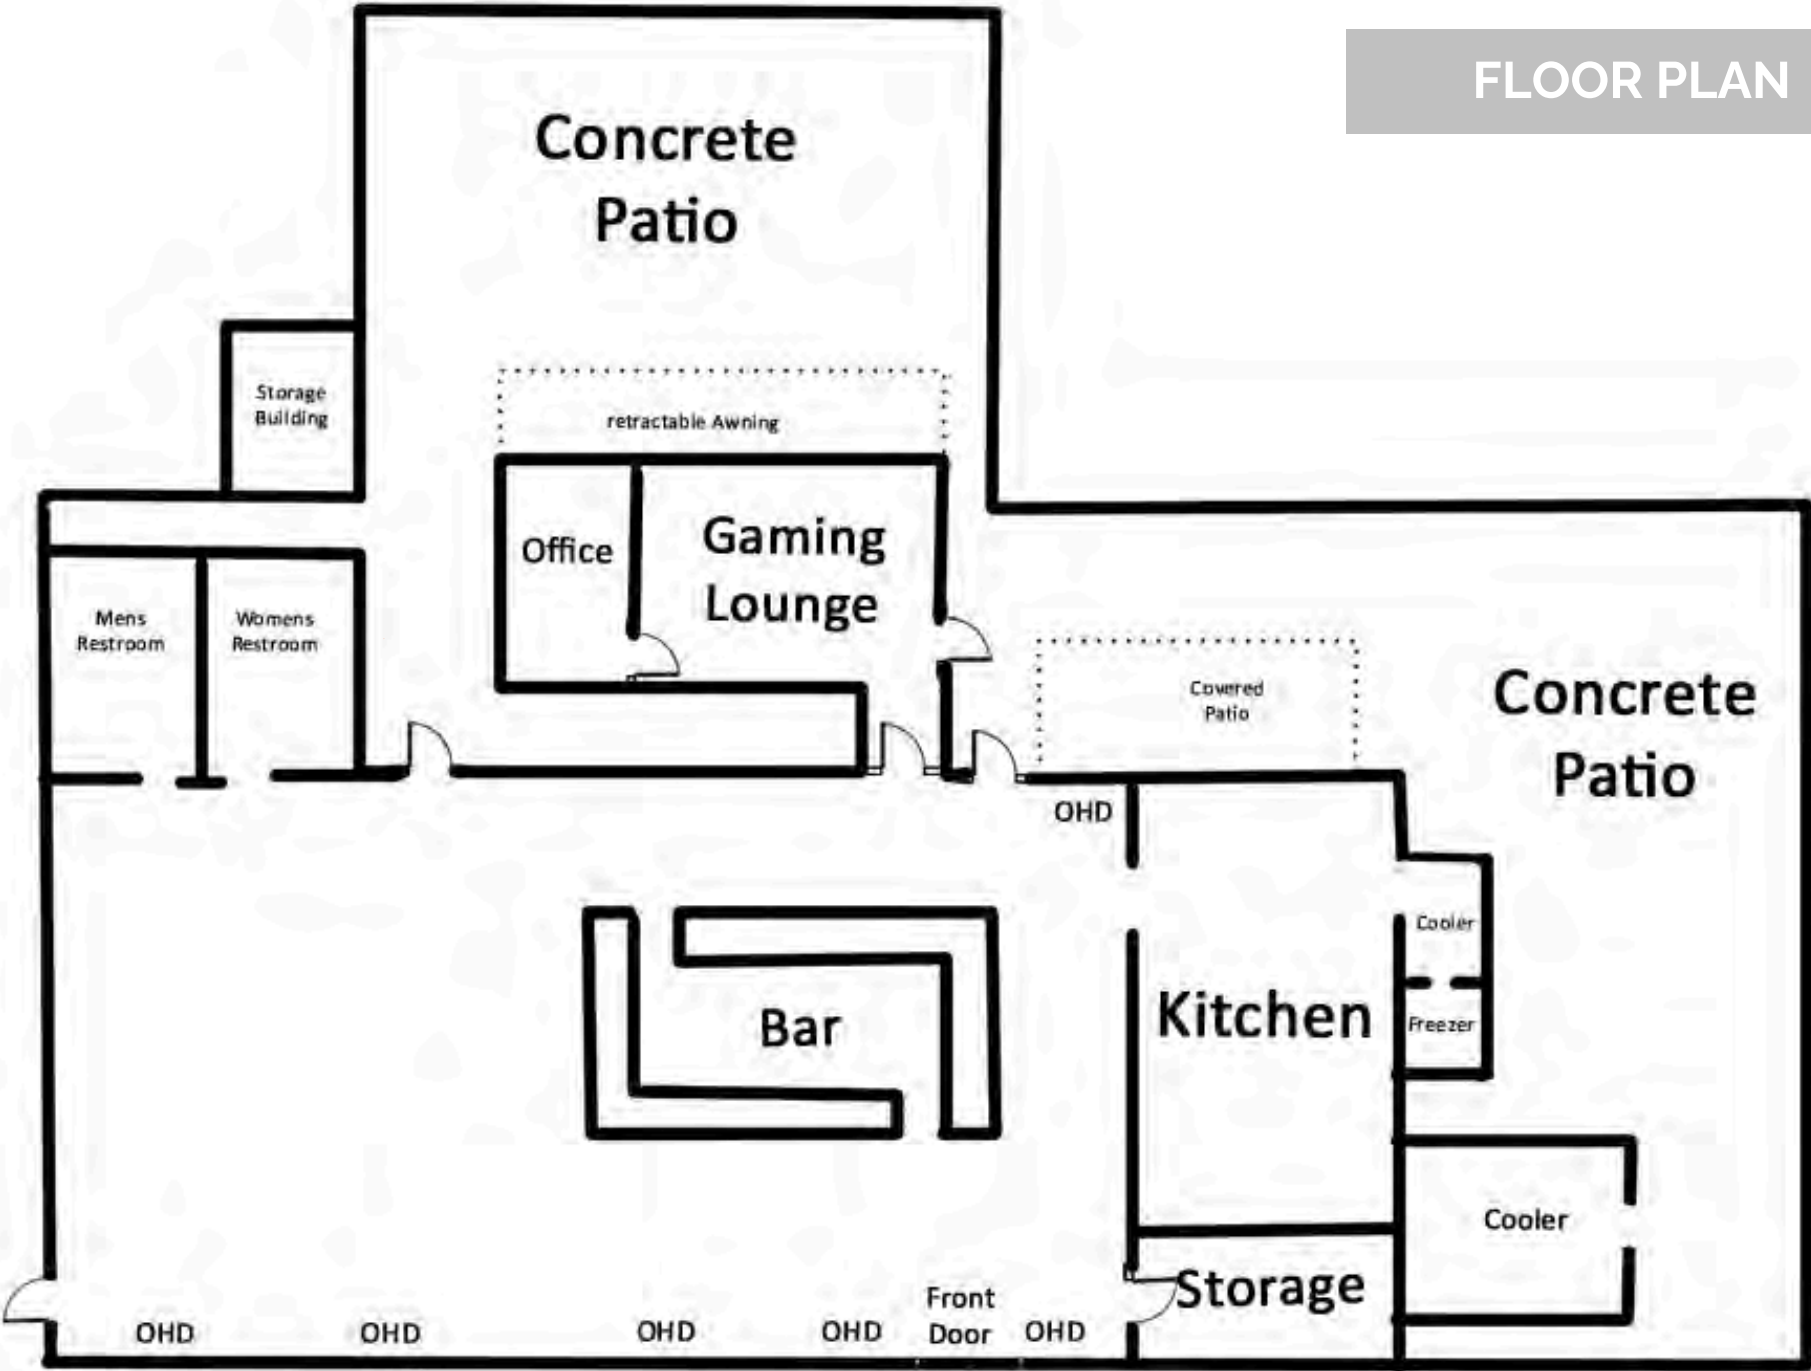 FLOOR PLAN
Concrete
Patio
Storage
Building
retractable Awning
Office
Gaming
Lounge
Mens
Restroom
Womens
Restroom
Covered
Patio
Concrete
Patio
OHD
Cooler
Freezer
Kitchen
Bar
Cooler
Storage
Front
Door
OHD
OHD
OHD
OHD
OHD